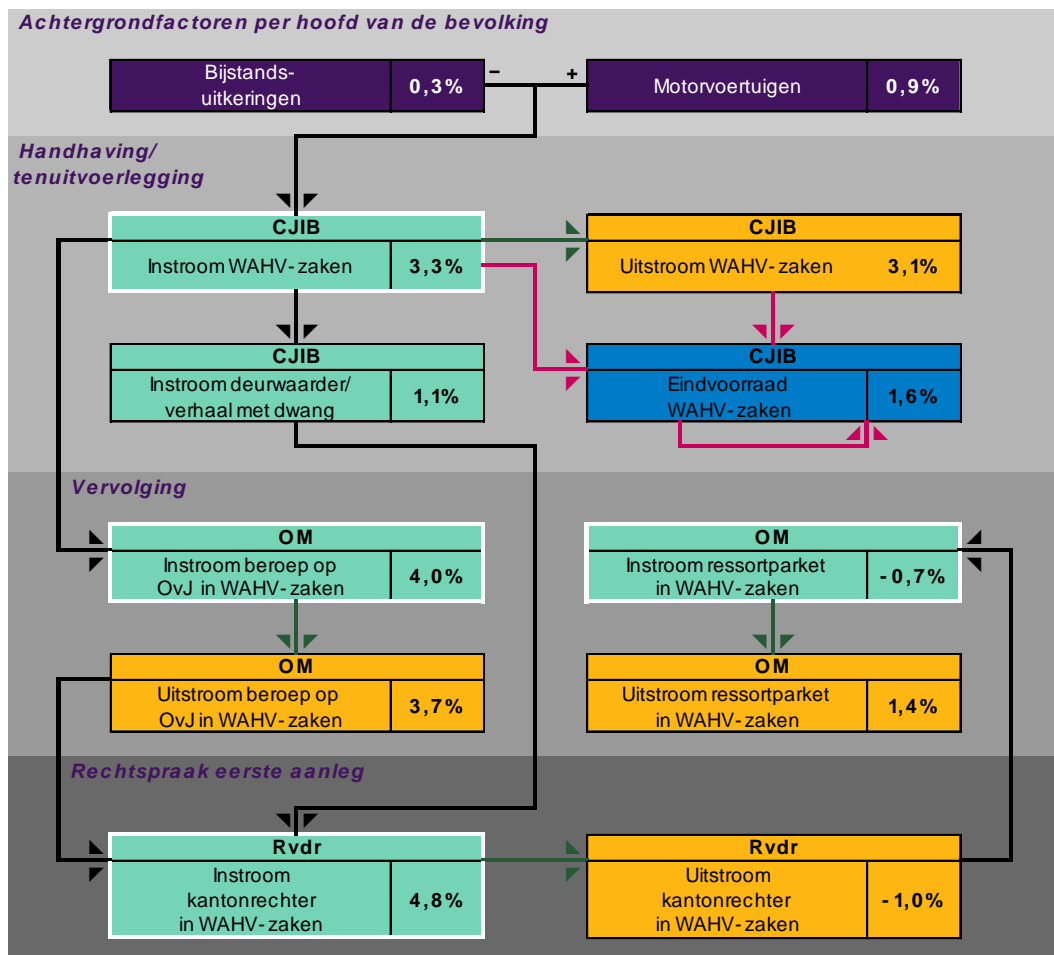 Achtergrondfactoren per hoofd van de bevolking
Bijstands-
uitkeringen
0,3%
–
+
Motorvoertuigen
0,9%
Handhaving/
tenuitvoerlegging
CJIB
Instroom WAHV-zaken
3,3%
CJIB
Uitstroom WAHV-zaken
3,1%
CJIB
Instroom deurwaarder/
verhaal met dwang
1,1%
CJIB
Eindvoorraad
WAHV-zaken
1,6%
Vervolging
OM
Instroom beroep op
OvJ in WAHV-zaken
4,0%
OM
Instroom ressortparket
in WAHV-zaken
-0,7%
OM
Uitstroom beroep op
OvJ in WAHV-zaken
3,7%
OM
Uitstroom ressortparket
in WAHV-zaken
1,4%
Rechtspraak eerste aanleg
Rvdr
Instroom
kantonrechter
in WAHV-zaken
4,8%
Rvdr
Uitstroom
kantonrechter
in WAHV-zaken
-1,0%